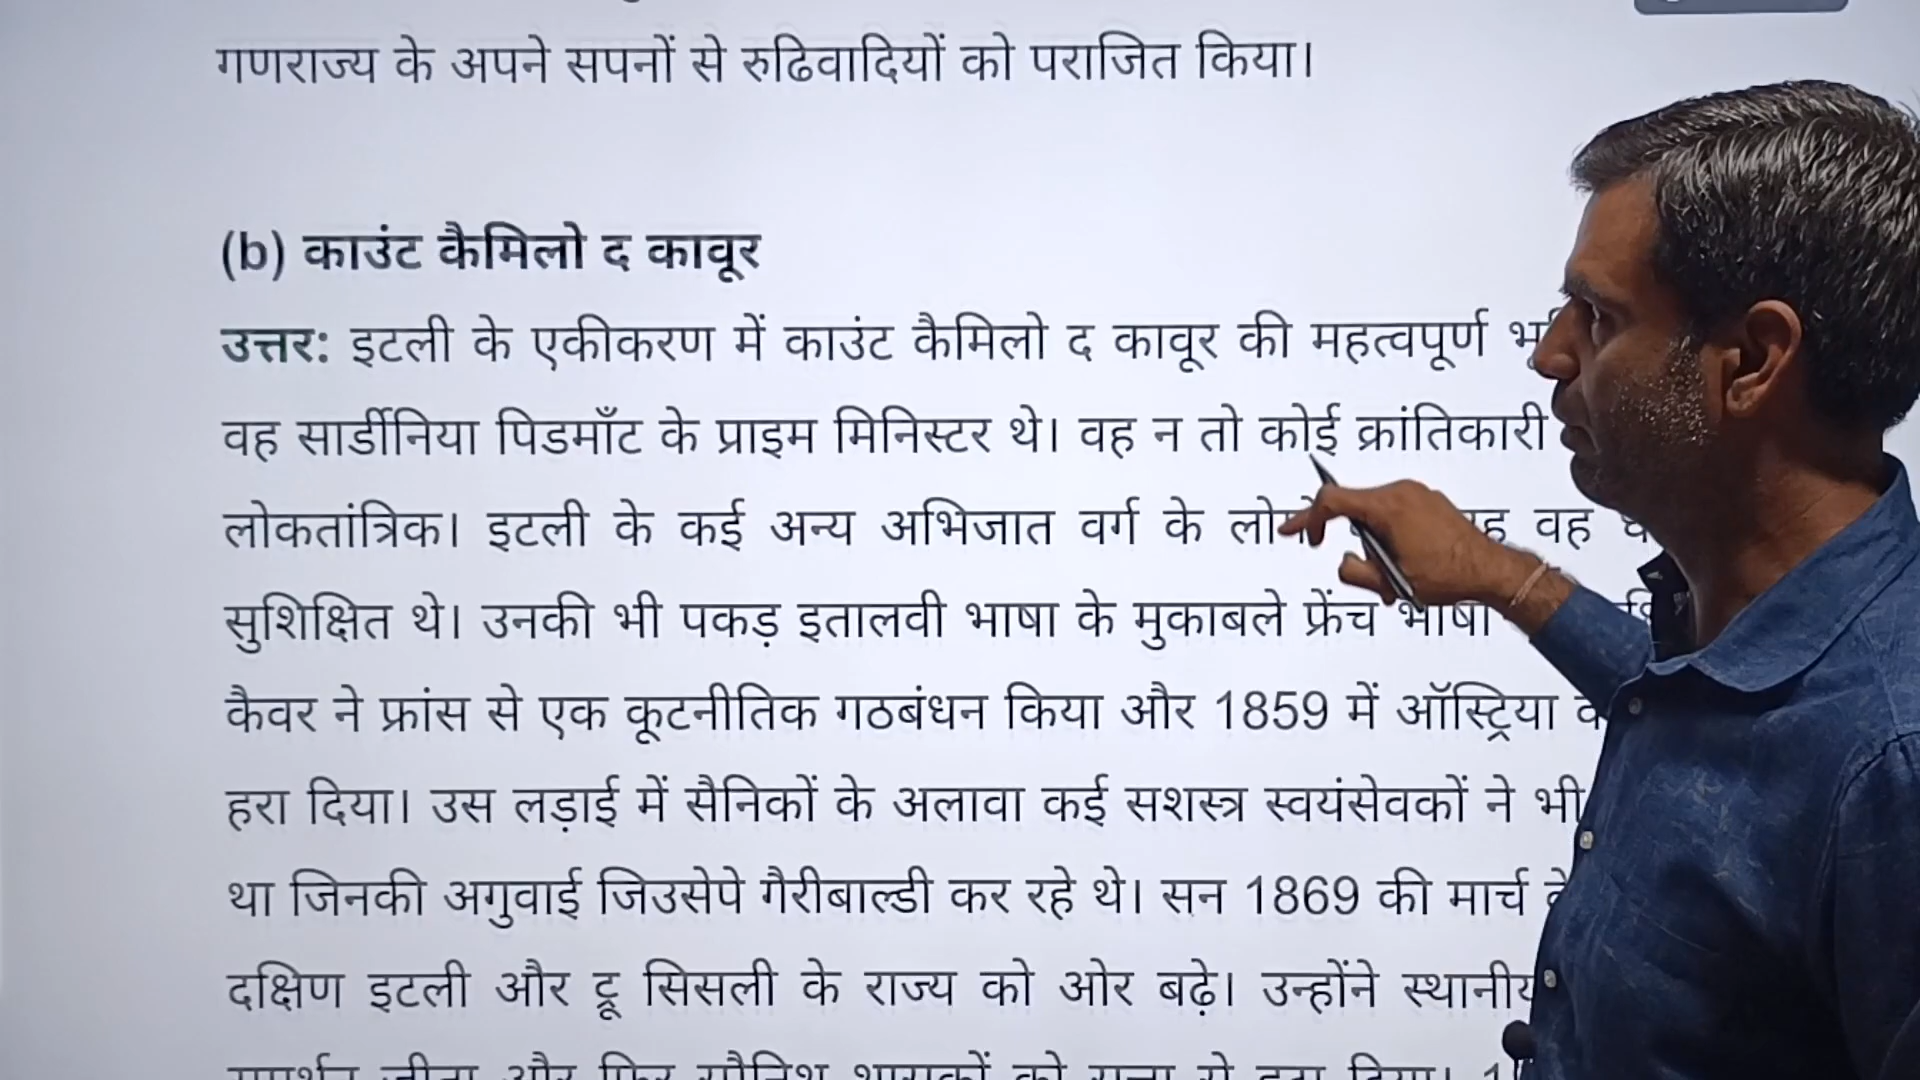 गणराज्य के अपने सपनों से रुढिवादियों को पराजित किया।
(b) काउंट कैमिलो द कावूर
उत्तर: इटली के एकीकरण में काउंट कैमिलो द कावूर की महत्वपूर्ण
वह सार्डीनिया पिडमाँट के प्राइम मिनिस्टर थे। वह न तो कोई क्रांतिकारी
लोकतांत्रिक। इटली के कई अन्य अभिजात वर्ग के वह
सुशिक्षित थे। उनकी भी पकड़ इतालवी भाषा के मुकाबले फ्रेंच भाषा
कैवर ने फ्रांस से एक कूटनीतिक गठबंधन किया और 1859 में ऑस्ट्रिया
हरा दिया। उस लड़ाई में सैनिकों के अलावा कई सशस्त्र स्वयंसेवकों ने भी
था जिनकी अगुवाई जिउसेपे गैरीबाल्डी कर रहे थे। सन 1869 की मार्च
दक्षिण इटली और ट्रू सिसली के राज्य को ओर बढ़े। उन्होंने